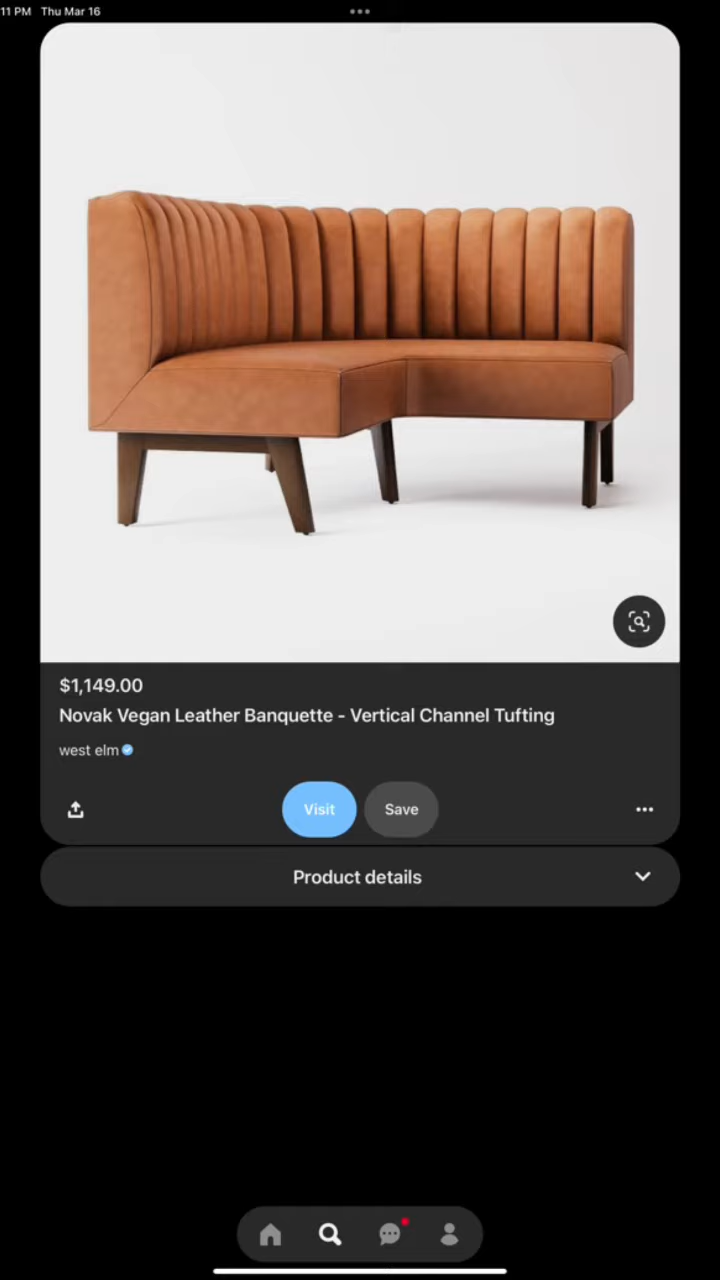 11 PM Thu Mar 16
$1,149.00
Novak Vegan Leather Banquette - Vertical Channel Tufting
west elm
Visit
Save
Product details